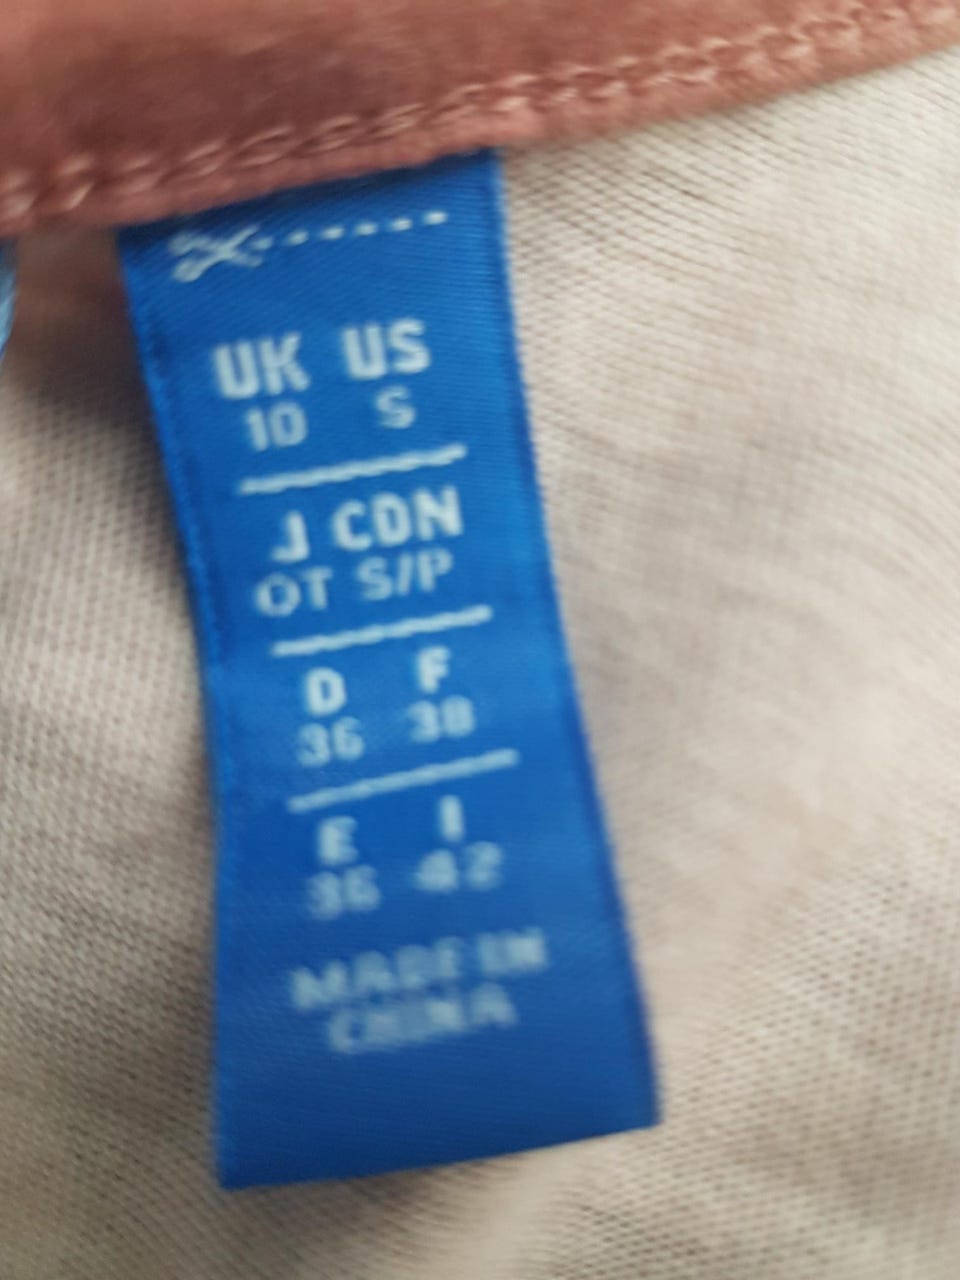 UK US
10 S
J CDN
OT S/P
D F
36 38
E I
36 42
MADE IN
CHINA